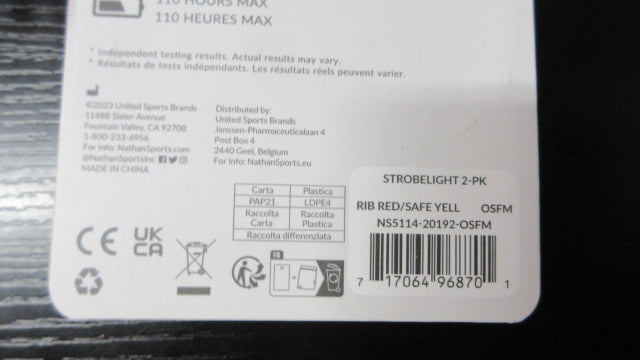 110 HOURS MAX
110 HEURES MAX
* Independent testing results. Actual results may vary.
* Résultats de tests indépendants. Les résultats réels peuvent varier.
©2023 United Sports Brands
11488 Slater Avenue
Fountain Valley, CA 92708
1-800-233-6956
For Info: NathanSports.com
@NathanSportsInc
MADE IN CHINA
Distributed by:
United Sports Brands
Janssen-Pharmaceuticalaan 4
Post Box 4
2440 Geel, Belgium
For Info: NathanSports.eu
Carta Plastica
PAP21 LDPE4
Raccolta Carta Raccolta Plastica
Raccolta differenziata
CE UK CA
FR
STROBELIGHT 2-PK
RIB RED/SAFE YELL OSFM
NS5114-20192-OSFM
7 17064 96870 1